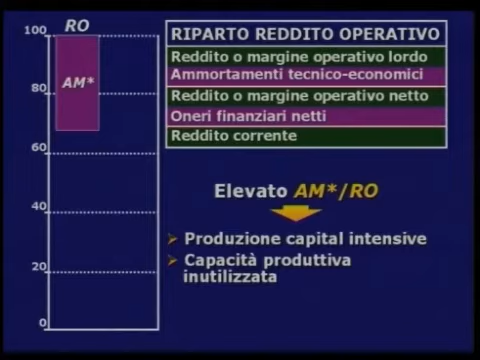 RO
100
80
60
40
20
0
AM*
RIPARTO REDDITO OPERATIVO
Reddito o margine operativo lordo
Ammortamenti tecnico-economici
Reddito o margine operativo netto
Oneri finanziari netti
Reddito corrente
Elevato AM*/RO
Produzione capital intensive
Capacità produttiva
inutilizzata